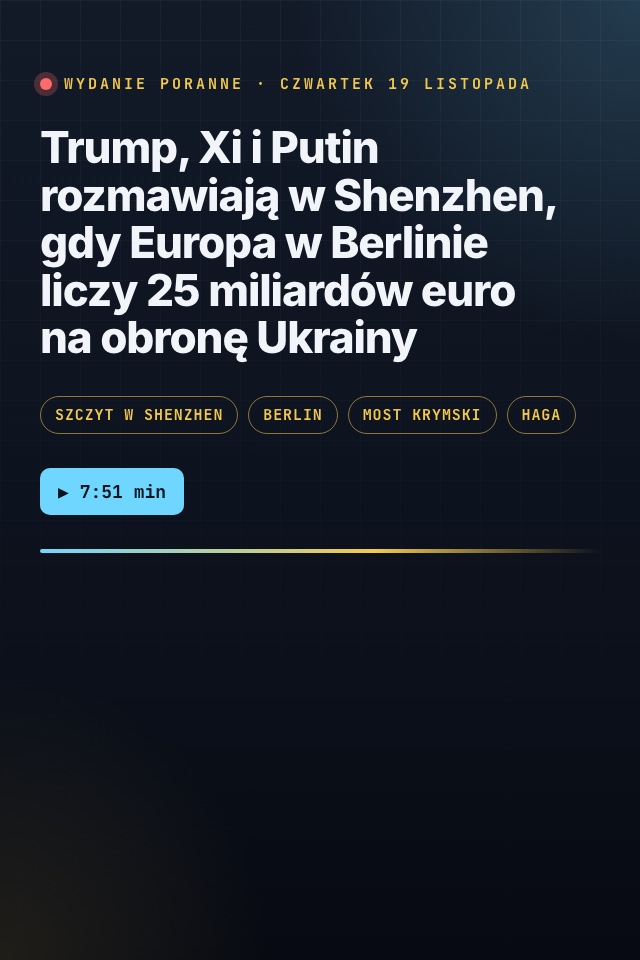 WYDANIE PORANNE · CZWARTEK 19 LISTOPADA
Trump, Xi i Putin
rozmawiają w Shenzhen,
gdy Europa w Berlinie
liczy 25 miliardów euro
na obronę Ukrainy
SZCZYT W SHENZHEN BERLIN MOST KRYMSKI HAGA
▶ 7:51 min